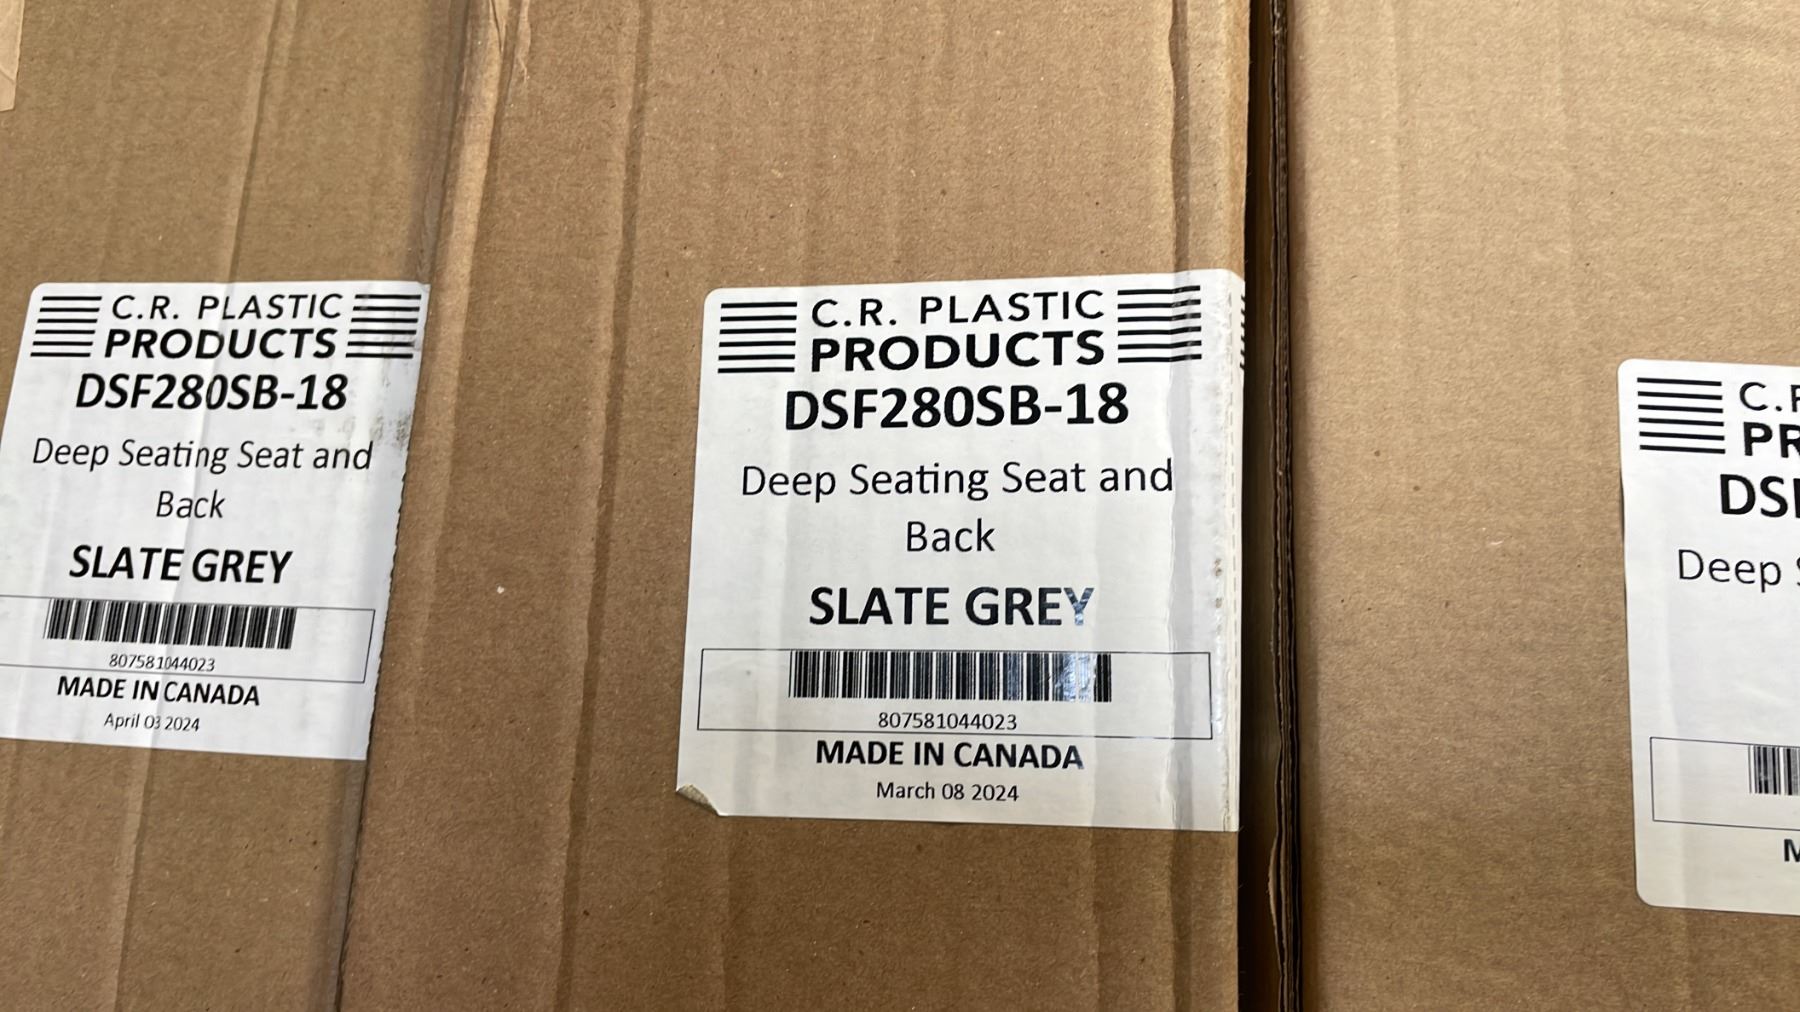 C.R. PLASTIC
PRODUCTS
DSF280SB-18
Deep Seating Seat and
Back
SLATE GREY
807581044023
MADE IN CANADA
April 03 2024
C.R. PLASTIC
PRODUCTS
DSF280SB-18
Deep Seating Seat and
Back
SLATE GREY
807581044023
MADE IN CANADA
March 08 2024
Deep